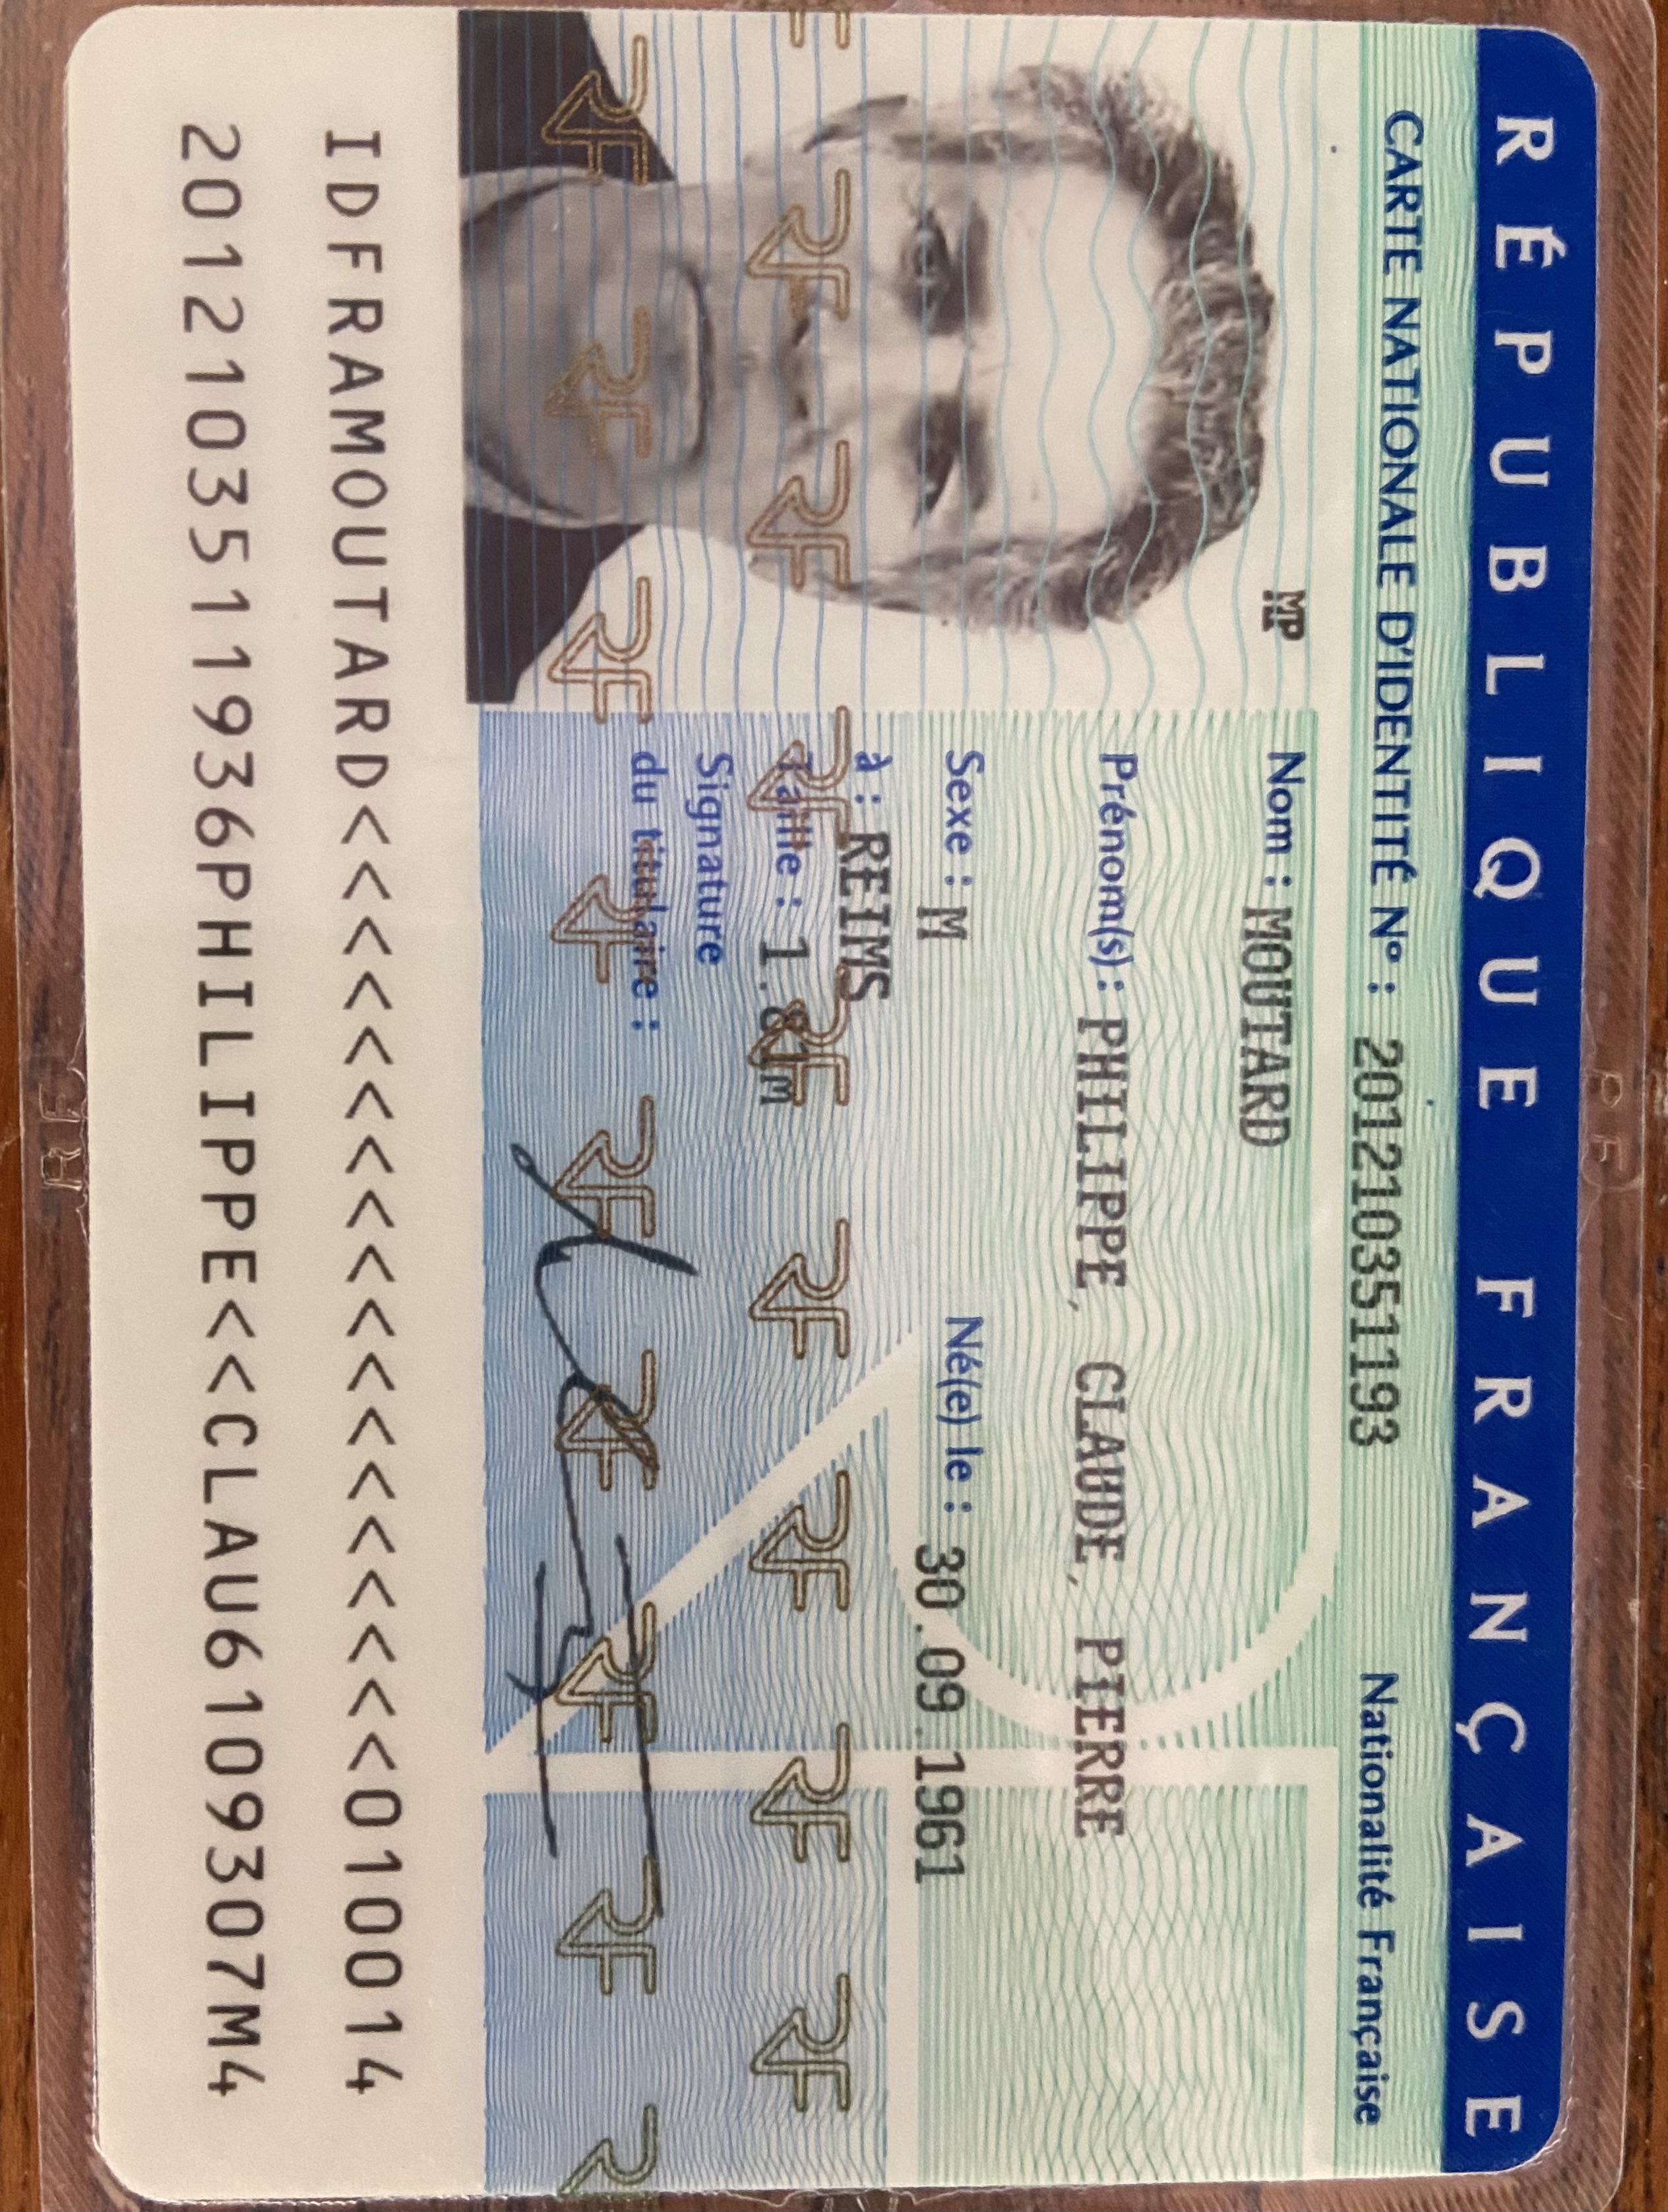 RÉPUBLIQUE FRANÇAISE
CARTE NATIONALE D'IDENTITÉ N° : 201210351193 Nationalité Française
MP
Nom : MOUTARD
Prénom(s) : PHILIPPE, CLAUDE, PIERRE
Sexe : M Né(e) le : 30.09.1961
à : REIMS
Taille :
Signature
du titulaire :
IDFRAMOUTARD<<<<<<<<<<<<<<<<<<010014
2012103511936PHILIPPE<<CLAU6109307M4